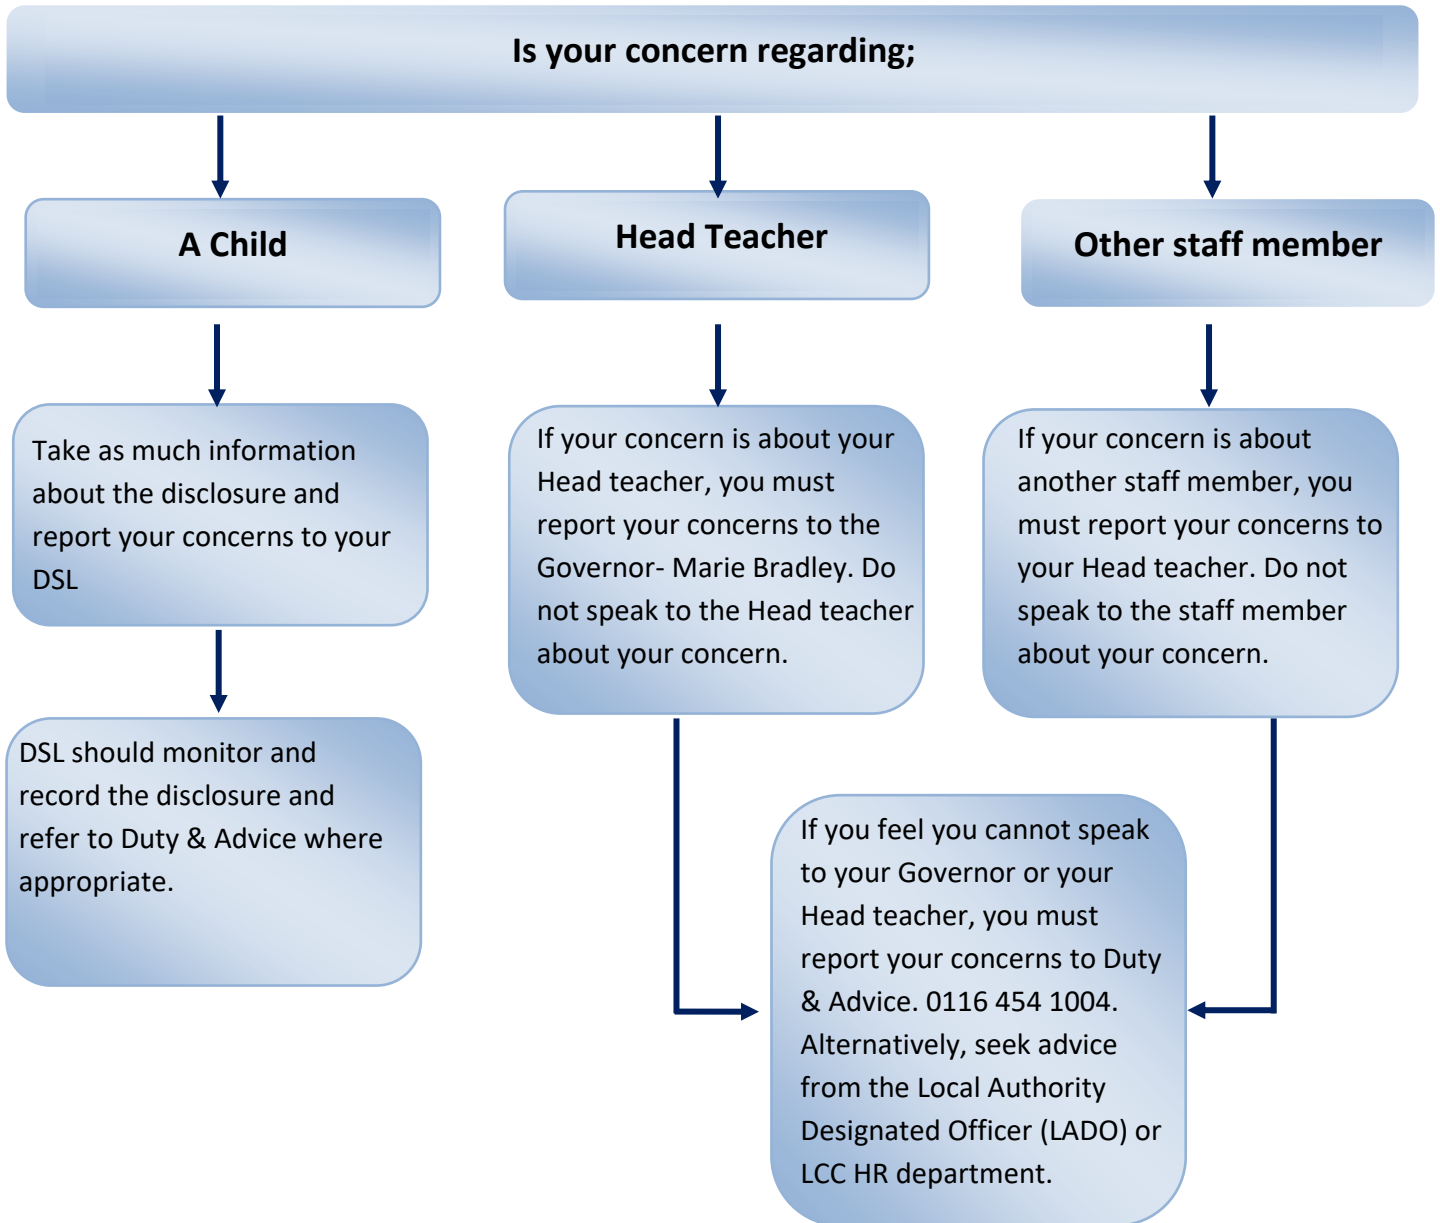 Is your concern regarding;
A Child
Head Teacher
Other staff member
Take as much information
about the disclosure and
report your concerns to your
DSL
If your concern is about your
Head teacher, you must
report your concerns to the
Governor- Marie Bradley. Do
not speak to the Head teacher
about your concern.
If your concern is about
another staff member, you
must report your concerns to
your Head teacher. Do not
speak to the staff member
about your concern.
DSL should monitor and
record the disclosure and
refer to Duty & Advice where
appropriate.
If you feel you cannot speak
to your Governor or your
Head teacher, you must
report your concerns to Duty
& Advice. 0116 454 1004.
Alternatively, seek advice
from the Local Authority
Designated Officer (LADO) or
LCC HR department.